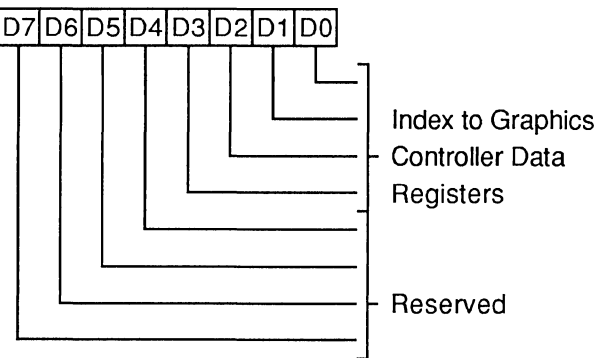 D7 D6 D5 D4 D3 D2 D1 D0
Index to Graphics
Controller Data
Registers
Reserved